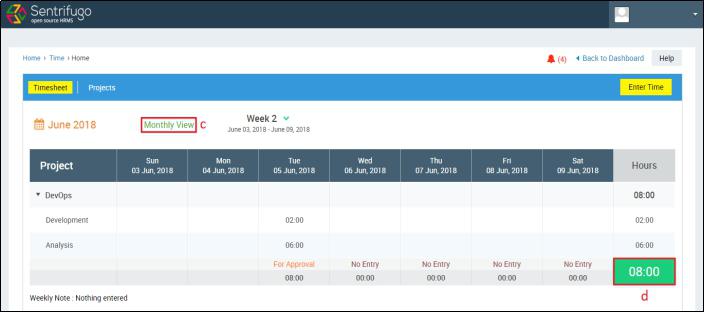 Sentrifugo
open source HRMS
Home › Time › Home
(4) Back to Dashboard Help
Timesheet Projects Enter Time
June 2018 Monthly View c Week 2
June 03, 2018 - June 09, 2018
Project Sun Mon Tue Wed Thu Fri Sat Hours
03 Jun, 2018 04 Jun, 2018 05 Jun, 2018 06 Jun, 2018 07 Jun, 2018 08 Jun, 2018 09 Jun, 2018
DevOps 08:00
Development 02:00 02:00
Analysis 06:00 06:00
For Approval No Entry No Entry No Entry No Entry
08:00 00:00 00:00 00:00 00:00 08:00
Weekly Note : Nothing entered d